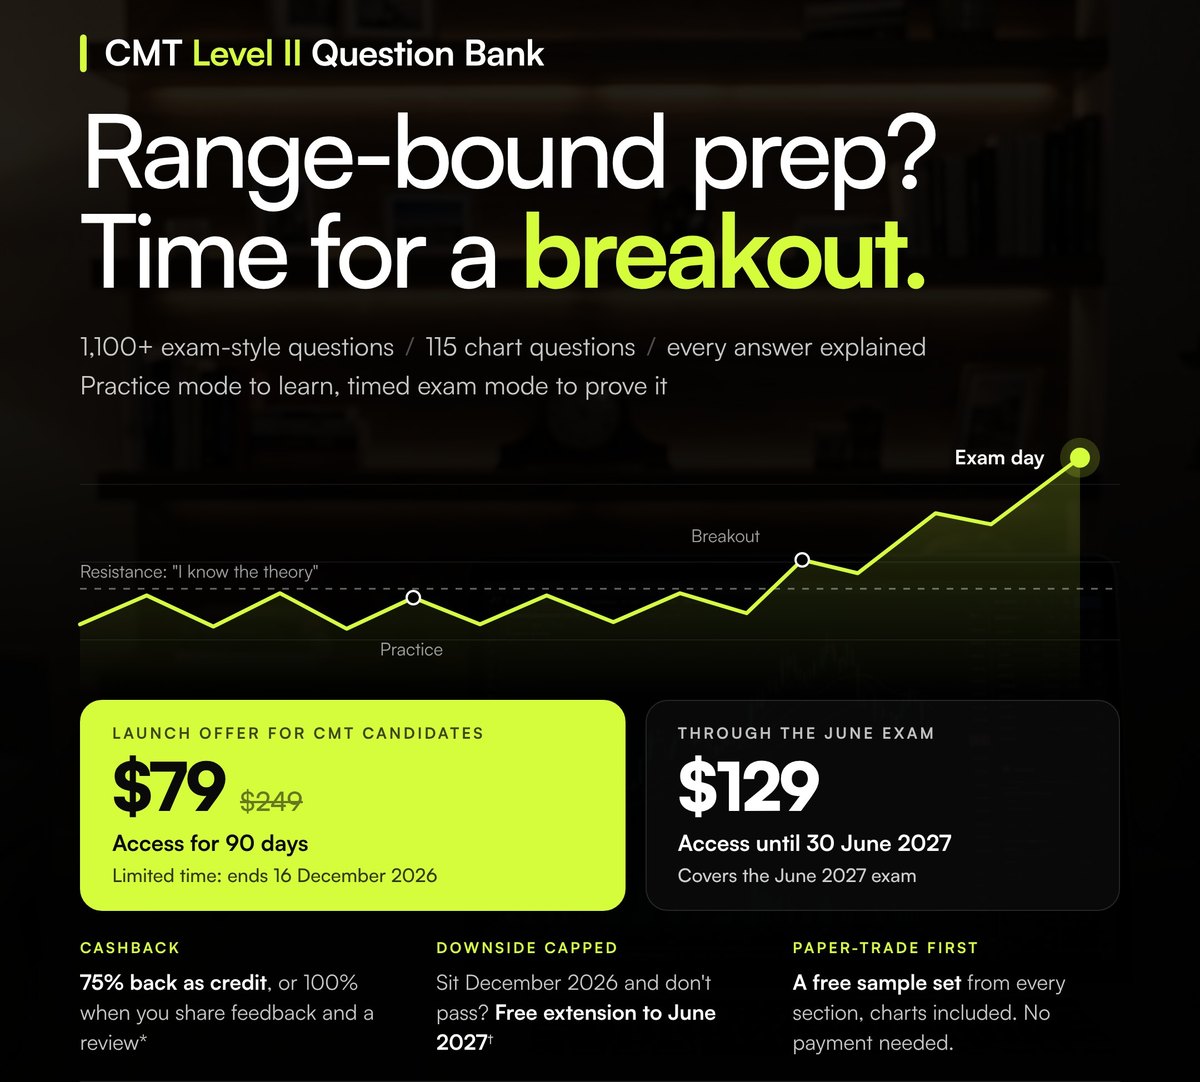 CMT Level II Question Bank
Range-bound prep?
Time for a breakout.
1,100+ exam-style questions / 115 chart questions / every answer explained
Practice mode to learn, timed exam mode to prove it
Exam day
Breakout
Resistance: "I know the theory"
Practice
LAUNCH OFFER FOR CMT CANDIDATES
$79 $249
Access for 90 days
Limited time: ends 16 December 2026
THROUGH THE JUNE EXAM
$129
Access until 30 June 2027
Covers the June 2027 exam
CASHBACK
75% back as credit, or 100%
when you share feedback and a
review*
DOWNSIDE CAPPED
Sit December 2026 and don't
pass? Free extension to June
2027†
PAPER-TRADE FIRST
A free sample set from every
section, charts included. No
payment needed.